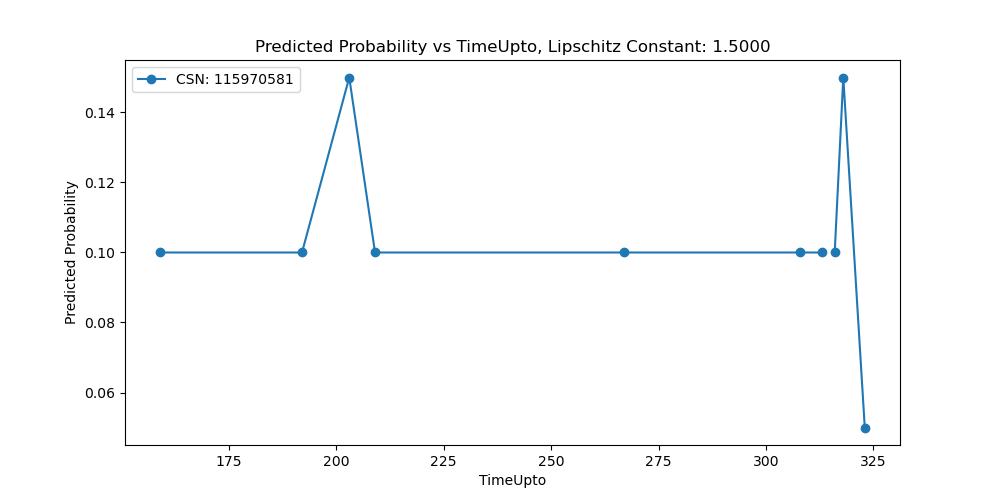 Predicted Probability vs TimeUpto, Lipschitz Constant: 1.5000
CSN: 115970581
Predicted Probability
0.14
0.12
0.10
0.08
0.06
175 200 225 250 275 300 325
TimeUpto